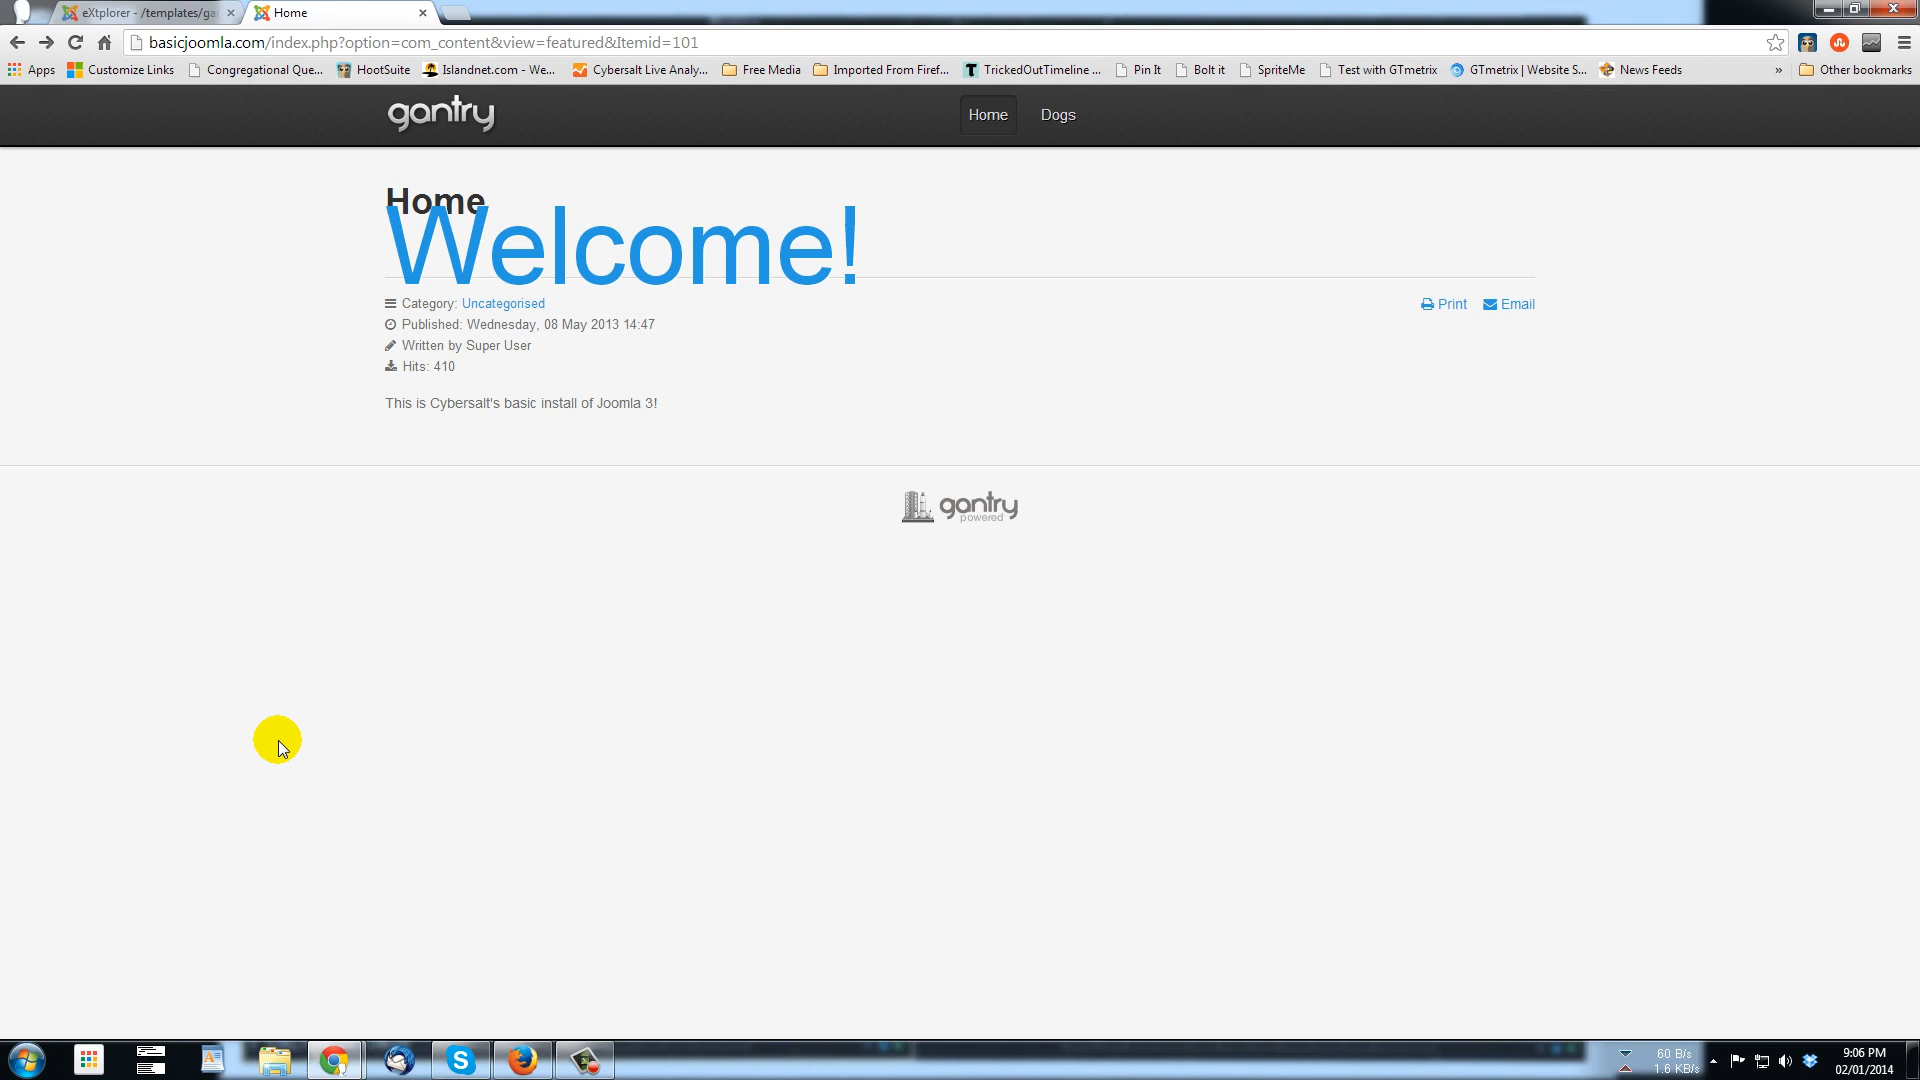 eXtplorer - /templates/ga
Home
basicjoomla.com/index.php?option=com_content&view=featured&Itemid=101
Apps Customize Links Congregational Que... HootSuite Islandnet.com - We... Cybersalt Live Analy... Free Media Imported From Firef... TrickedOutTimeline ... Pin It Bolt it SpriteMe Test with GTmetrix GTmetrix | Website S... News Feeds » Other bookmarks
gantry Home Dogs
Home
Welcome!
Category: Uncategorised Print Email
Published: Wednesday, 08 May 2013 14:47
Written by Super User
Hits: 410
This is Cybersalt's basic install of Joomla 3!
gantry
powered
60 B/s 9:06 PM
1.6 KB/s 02/01/2014